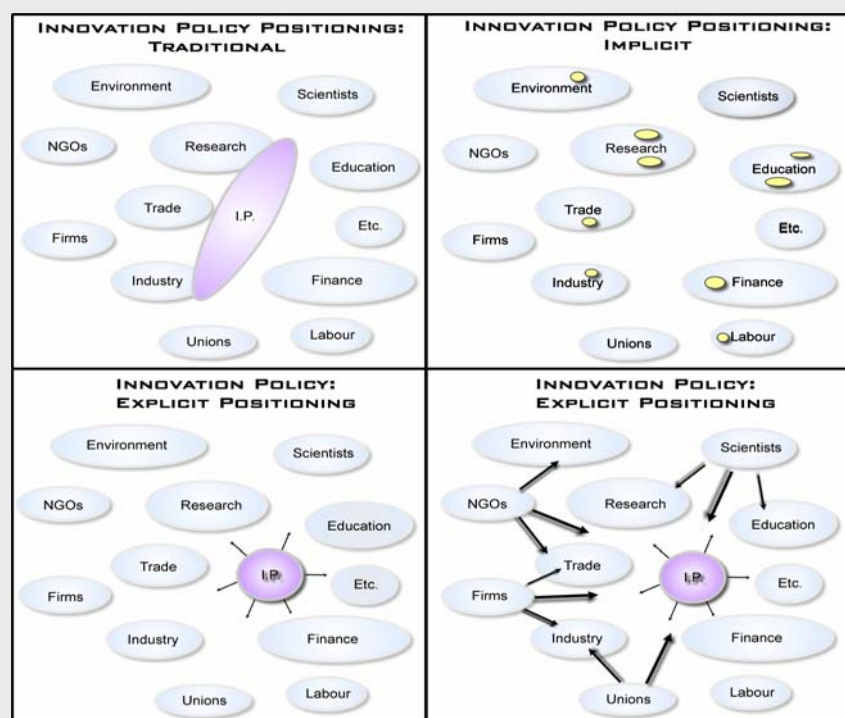 INNOVATION POLICY POSITIONING:
TRADITIONAL
Environment
Scientists
NGOs
Research
Education
Trade
I.P.
Etc.
Firms
Industry
Finance
Unions
Labour
INNOVATION POLICY POSITIONING:
IMPLICIT
Environment
Scientists
NGOs
Research
Education
Trade
Etc.
Firms
Industry
Finance
Unions
Labour
INNOVATION POLICY:
EXPLICIT POSITIONING
Environment
Scientists
NGOs
Research
Education
Trade
I.P.
Etc.
Firms
Industry
Finance
Unions
Labour
INNOVATION POLICY:
EXPLICIT POSITIONING
Environment
Scientists
NGOs
Research
Education
Trade
I.P.
Etc.
Firms
Industry
Finance
Unions
Labour